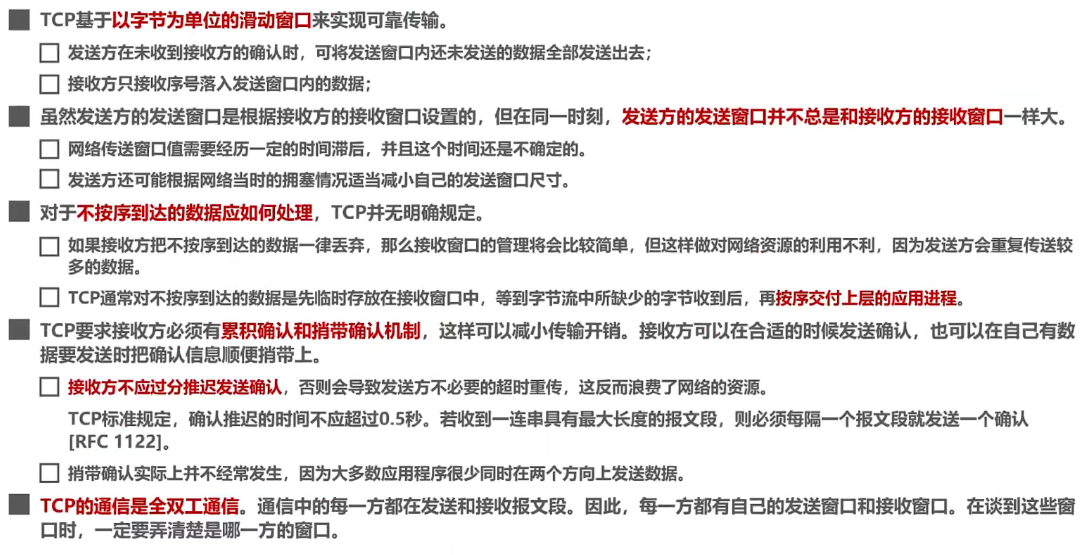 TCP基于以字节为单位的滑动窗口来实现可靠传输。
发送方在未收到接收方的确认时，可将发送窗口内还未发送的数据全部发送出去；
接收方只接收序号落入发送窗口内的数据；
虽然发送方的发送窗口是根据接收方的接收窗口设置的，但在同一时刻，发送方的发送窗口并不总是和接收方的接收窗口一样大。
网络传送窗口值需要经历一定的时间滞后，并且这个时间还是不确定的。
发送方还可能根据网络当时的拥塞情况适当减小自己的发送窗口尺寸。
对于不按序到达的数据应如何处理，TCP并无明确规定。
如果接收方把不按序到达的数据一律丢弃，那么接收窗口的管理将会比较简单，但这样做对网络资源的利用不利，因为发送方会重复传送较
多的数据。
TCP通常对不按序到达的数据是先临时存放在接收窗口中，等到字节流中所缺少的字节收到后，再按序交付上层的应用进程。
TCP要求接收方必须有累积确认和捎带确认机制，这样可以减小传输开销。接收方可以在合适的时候发送确认，也可以在自己有数
据要发送时把确认信息顺便捎带上。
接收方不应过分推迟发送确认，否则会导致发送方不必要的超时重传，这反而浪费了网络的资源。
TCP标准规定，确认推迟的时间不应超过0.5秒。若收到一连串具有最大长度的报文段，则必须每隔一个报文段就发送一个确认
[RFC 1122]。
捎带确认实际上并不经常发生，因为大多数应用程序很少同时在两个方向上发送数据。
TCP的通信是全双工通信。通信中的每一方都在发送和接收报文段。因此，每一方都有自己的发送窗口和接收窗口。在谈到这些窗
口时，一定要弄清楚是哪一方的窗口。